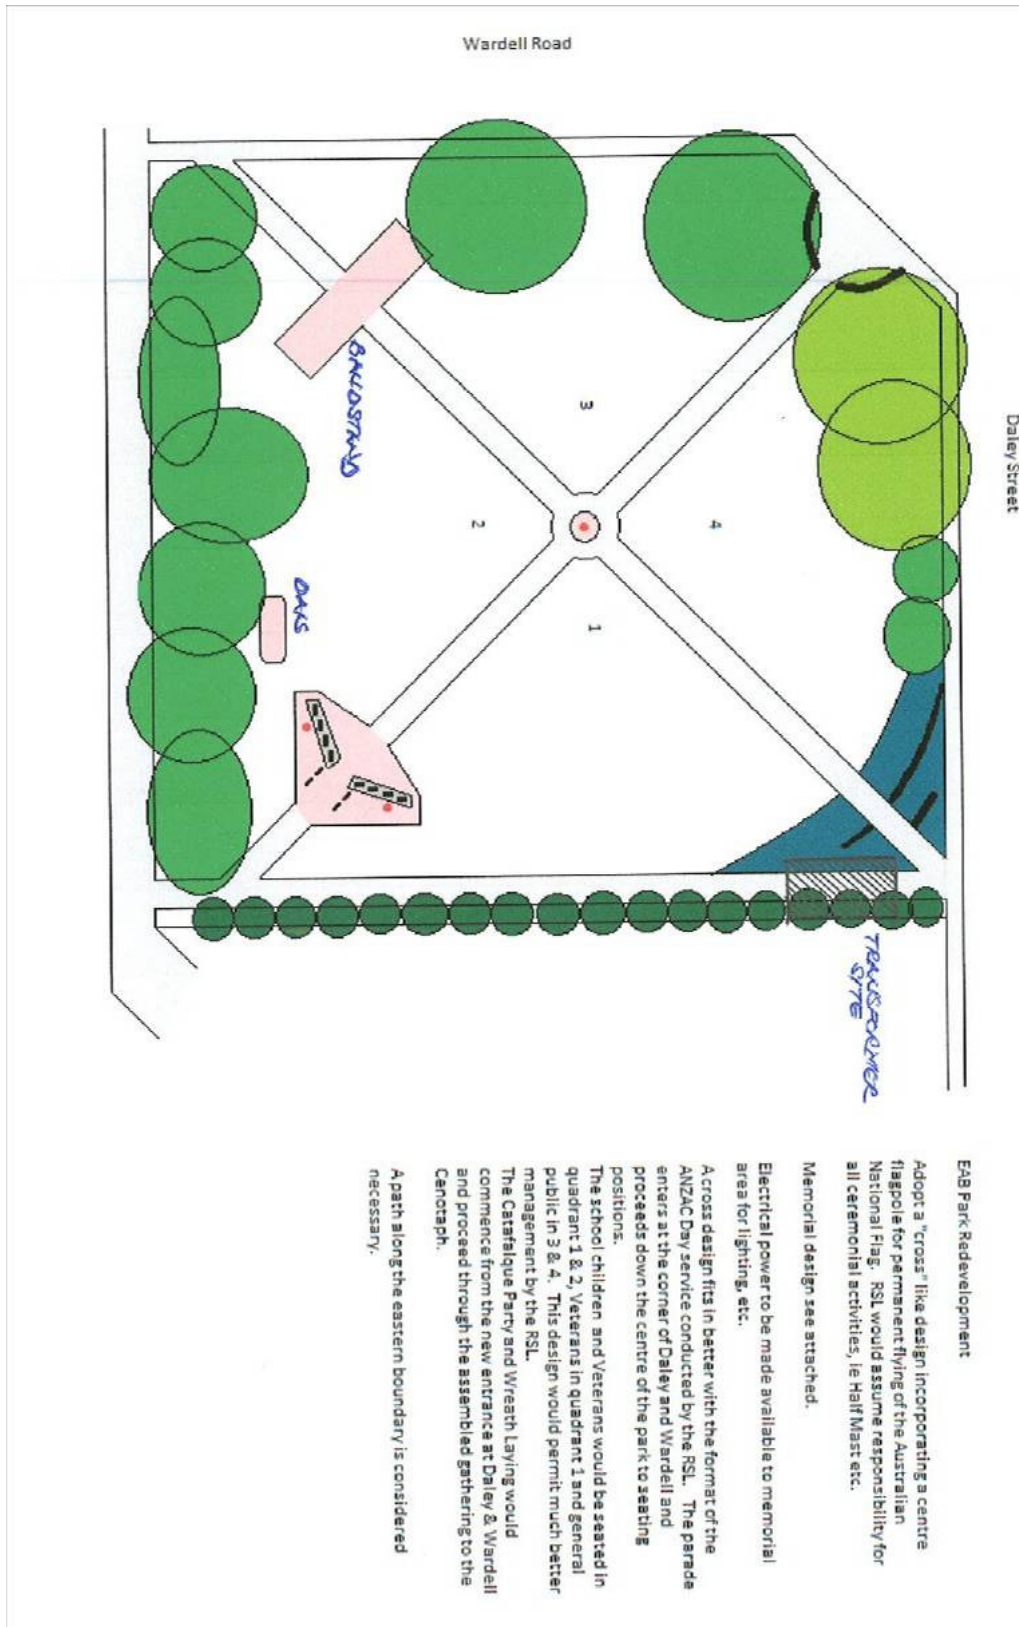 Wardell Road
Daley Street
BANDSTAND
3
2
4
1
DAIS
TRANSFORMER
SITE
EAB Park Redevelopment
Adopt a "cross" like design incorporating a centre
flagpole for permanent flying of the Australian
National Flag. RSL would assume responsibility for
all ceremonial activities, ie Half Mast etc.
Memorial design see attached.
Electrical power to be made available to memorial
area for lighting, etc.
A cross design fits in better with the format of the
ANZAC Day service conducted by the RSL. The parade
enters at the corner of Daley and Wardell and
proceeds down the centre of the park to seating
positions.
The school children and Veterans would be seated in
quadrant 1 & 2, Veterans in quadrant 1 and general
public in 3 & 4. This design would permit much better
management by the RSL.
The Catafalque Party and Wreath Laying would
commence from the new entrance at Daley & Wardell
and proceed through the assembled gathering to the
Cenotaph.
A path along the eastern boundary is considered
necessary.